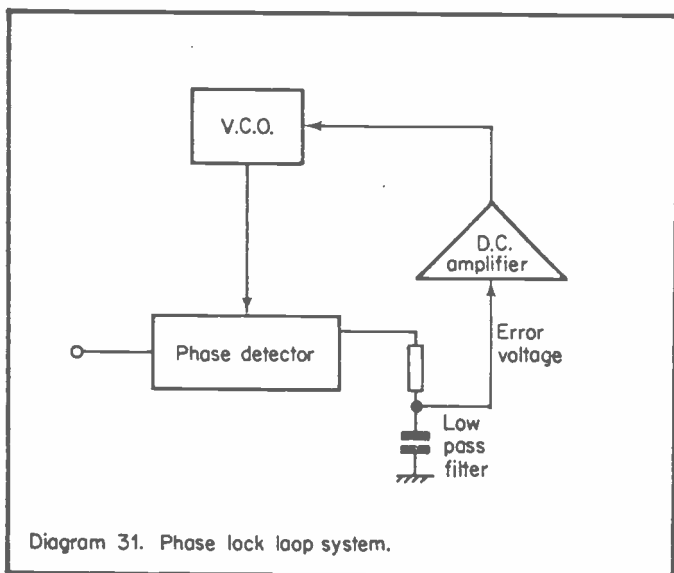 V.C.O.
D.C.
amplifier
Phase detector
Error
voltage
Low
pass
filter
Diagram 31. Phase lock loop system.